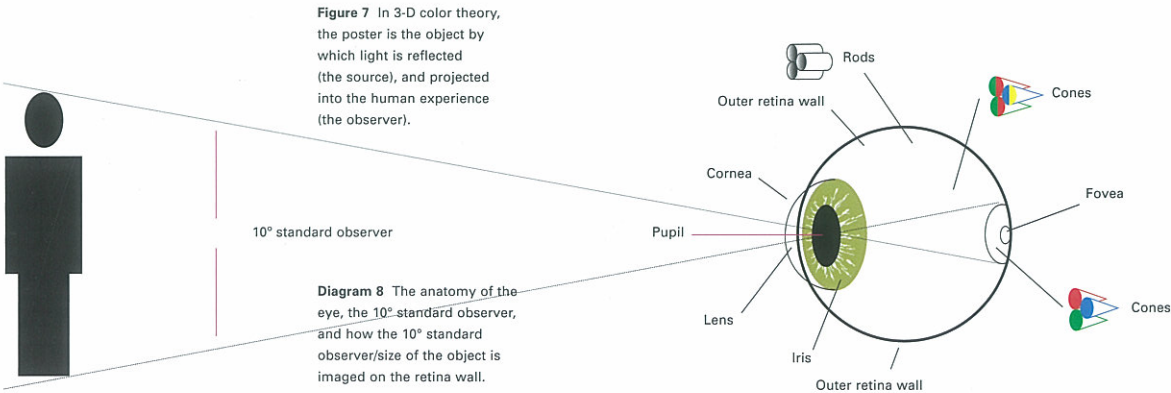 Figure 7 In 3-D color theory,
the poster is the object by
which light is reflected
(the source), and projected
into the human experience
(the observer).
Rods
Cones
Outer retina wall
Cornea
Fovea
10° standard observer
Pupil
Diagram 8 The anatomy of the
eye, the 10° standard observer,
and how the 10° standard
observer/size of the object is
imaged on the retina wall.
Lens
Cones
Iris
Outer retina wall